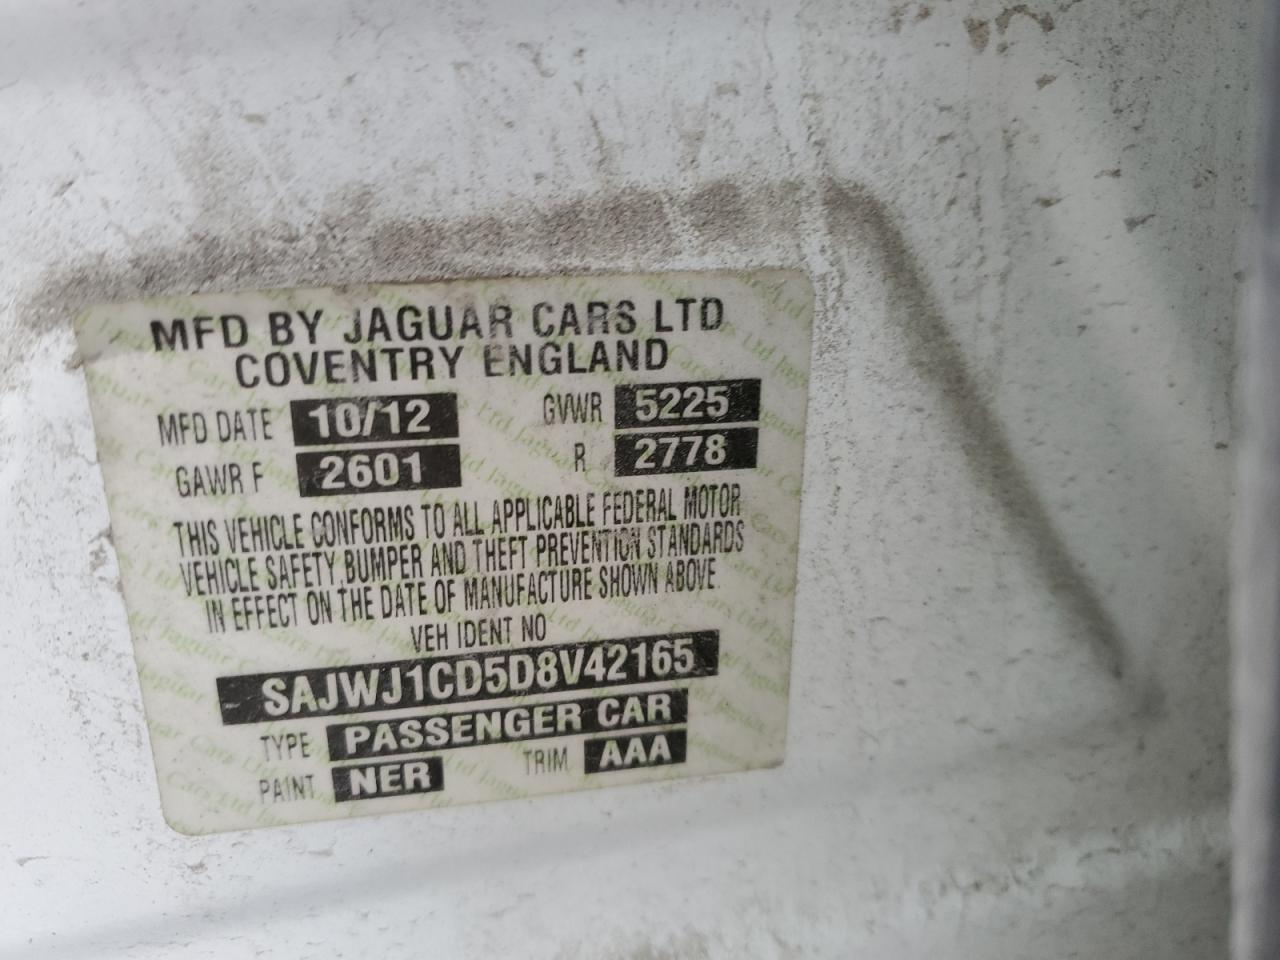 MFD BY JAGUAR CARS LTD
COVENTRY ENGLAND
MFD DATE 10/12 GVWR 5225
GAWR F 2601 R 2778
THIS VEHICLE CONFORMS TO ALL APPLICABLE FEDERAL MOTOR
VEHICLE SAFETY, BUMPER AND THEFT PREVENTION STANDARDS
IN EFFECT ON THE DATE OF MANUFACTURE SHOWN ABOVE.
VEH IDENT NO
SAJWJ1CD5D8V42165
TYPE PASSENGER CAR
PAINT NER TRIM AAA